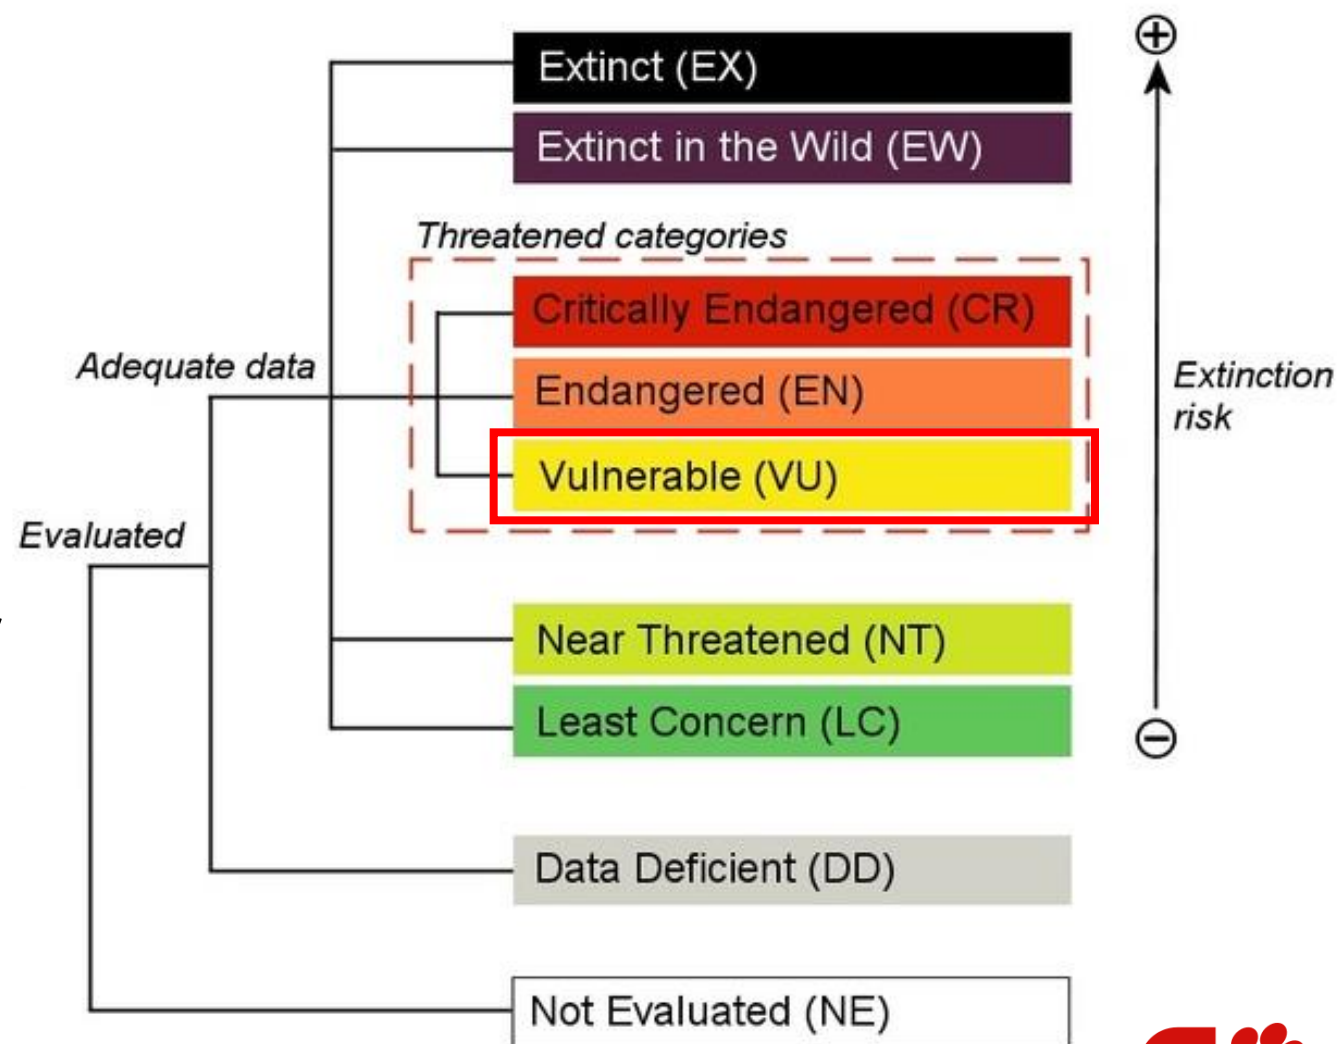 Extinct (EX)
Extinct in the Wild (EW)
Threatened categories
Critically Endangered (CR)
Adequate data
Endangered (EN)
Extinction
risk
Vulnerable (VU)
Evaluated
Near Threatened (NT)
Least Concern (LC)
Data Deficient (DD)
Not Evaluated (NE)